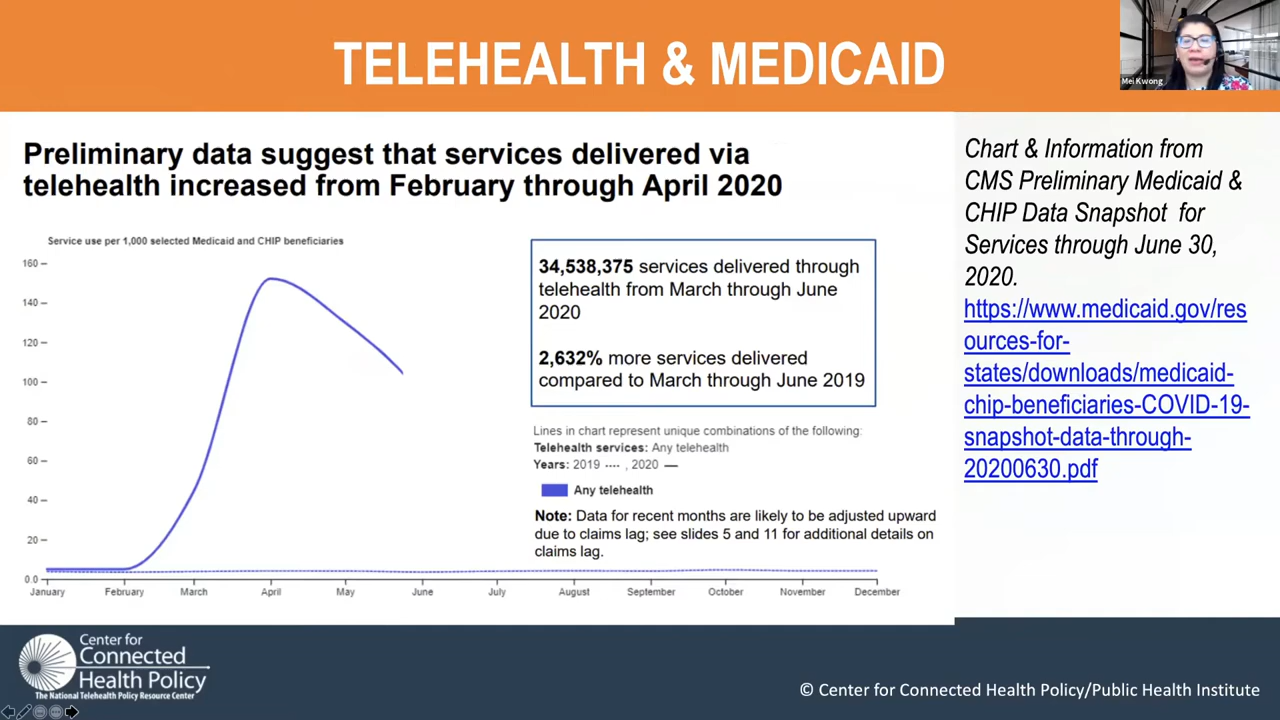 TELEHEALTH & MEDICAID
Mei Kwong
Preliminary data suggest that services delivered via
telehealth increased from February through April 2020
Service use per 1,000 selected Medicaid and CHIP beneficiaries
160
140
120
100
80
60
40
20
0.0
January February March April May June July August September October November December
34,538,375 services delivered through
telehealth from March through June
2020
2,632% more services delivered
compared to March through June 2019
Lines in chart represent unique combinations of the following:
Telehealth services: Any telehealth
Years: 2019 ---- , 2020 —
Any telehealth
Note: Data for recent months are likely to be adjusted upward
due to claims lag; see slides 5 and 11 for additional details on
claims lag.
Chart & Information from
CMS Preliminary Medicaid &
CHIP Data Snapshot for
Services through June 30,
2020.
https://www.medicaid.gov/res
ources-for-
states/downloads/medicaid-
chip-beneficiaries-COVID-19-
snapshot-data-through-
20200630.pdf
Center for
Connected
Health Policy
The National Telehealth Policy Resource Center
© Center for Connected Health Policy/Public Health Institute